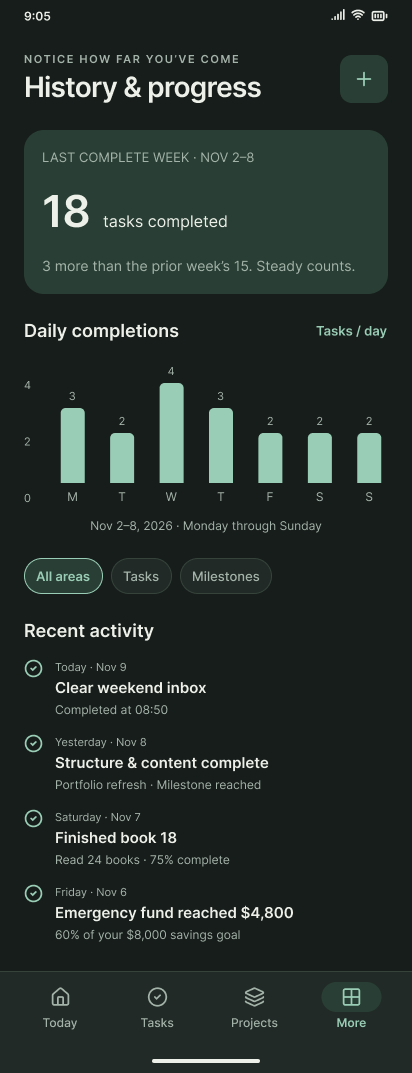 9:05
NOTICE HOW FAR YOU'VE COME
History & progress
LAST COMPLETE WEEK · NOV 2–8
18 tasks completed
3 more than the prior week's 15. Steady counts.
Daily completions
Tasks / day
4
2
0
3 2 4 3 2 2 2
M T W T F S S
Nov 2–8, 2026 · Monday through Sunday
All areas Tasks Milestones
Recent activity
Today · Nov 9
Clear weekend inbox
Completed at 08:50
Yesterday · Nov 8
Structure & content complete
Portfolio refresh · Milestone reached
Saturday · Nov 7
Finished book 18
Read 24 books · 75% complete
Friday · Nov 6
Emergency fund reached $4,800
60% of your $8,000 savings goal
Today Tasks Projects More